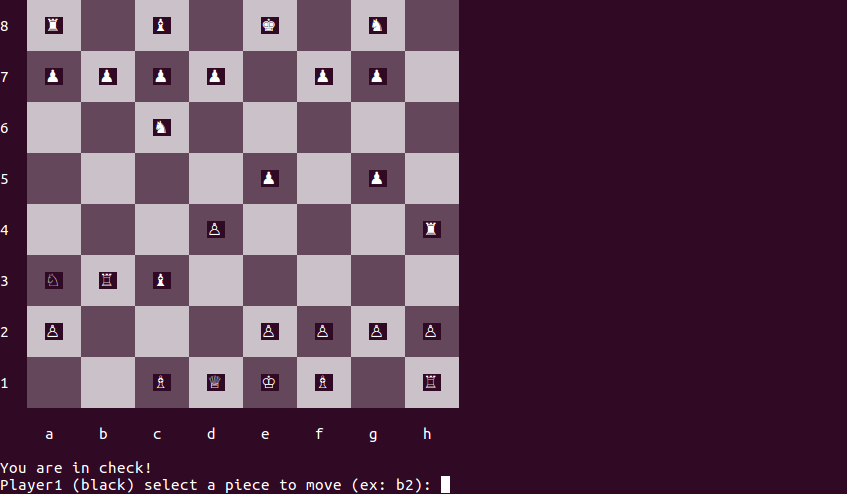 8 ♜ ♝ ♚ ♞
7 ♟ ♟ ♟ ♟ ♟ ♟
6 ♞
5 ♟ ♟
4 ♙ ♜
3 ♘ ♖ ♝
2 ♙ ♙ ♙ ♙ ♙
1 ♗ ♕ ♔ ♗ ♖
a b c d e f g h
You are in check!
Player1 (black) select a piece to move (ex: b2):